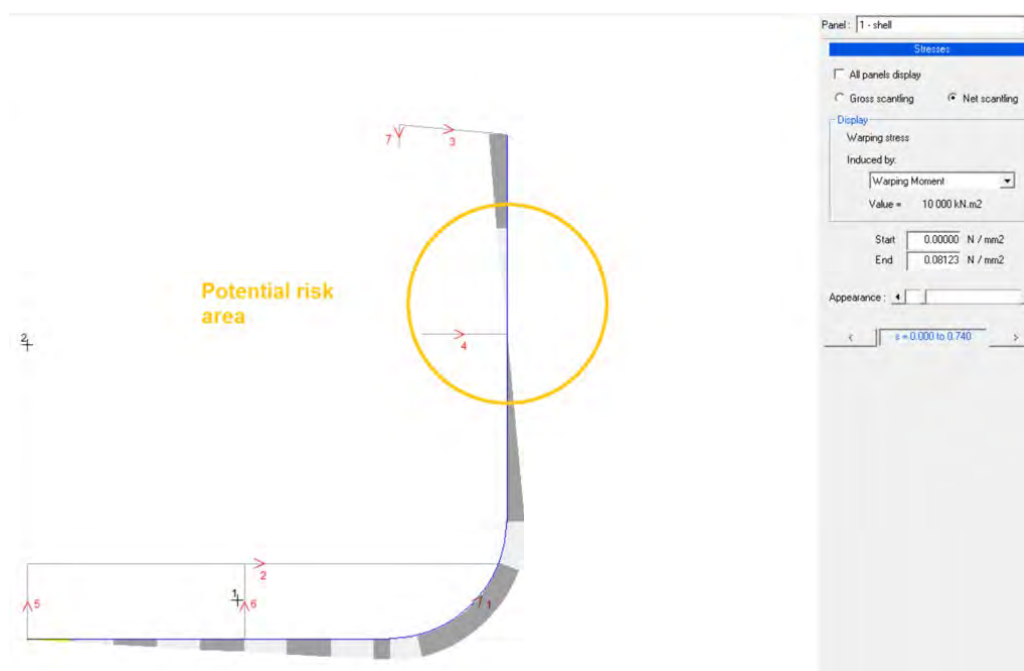 Panel : 1 - shell
Stresses
All panels display
Gross scantling Net scantling
Display
Warping stress
Induced by:
Warping Moment
Value = 10 000 kN.m2
Start 0.00000 N / mm2
End 0.08123 N / mm2
Appearance :
< s = 0.000 to 0.740 >
7
3
Potential risk
area
4
2
2
1
5
6
1